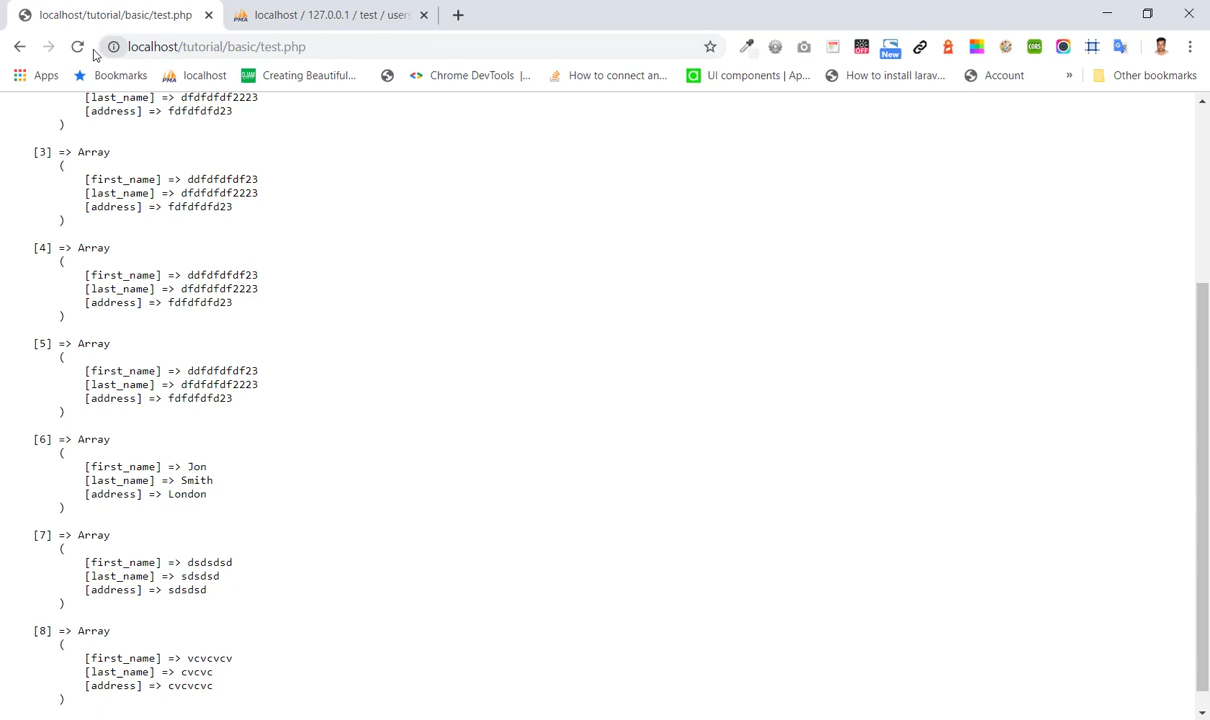 localhost/tutorial/basic/test.php
localhost / 127.0.0.1 / test / users
localhost/tutorial/basic/test.php
New
OFF
CORS
Apps
Bookmarks
localhost
Creating Beautiful...
Chrome DevTools |...
How to connect an...
UI components | Ap...
How to install larav...
Account
»
Other bookmarks
[last_name] => dfdfdfdf2223
[address] => fdfdfdfd23
)
[3] => Array
(
[first_name] => ddfdfdfdf23
[last_name] => dfdfdfdf2223
[address] => fdfdfdfd23
)
[4] => Array
(
[first_name] => ddfdfdfdf23
[last_name] => dfdfdfdf2223
[address] => fdfdfdfd23
)
[5] => Array
(
[first_name] => ddfdfdfdf23
[last_name] => dfdfdfdf2223
[address] => fdfdfdfd23
)
[6] => Array
(
[first_name] => Jon
[last_name] => Smith
[address] => London
)
[7] => Array
(
[first_name] => dsdsdsd
[last_name] => sdsdsd
[address] => sdsdsd
)
[8] => Array
(
[first_name] => vcvcvcv
[last_name] => cvcvc
[address] => cvcvcvc
)